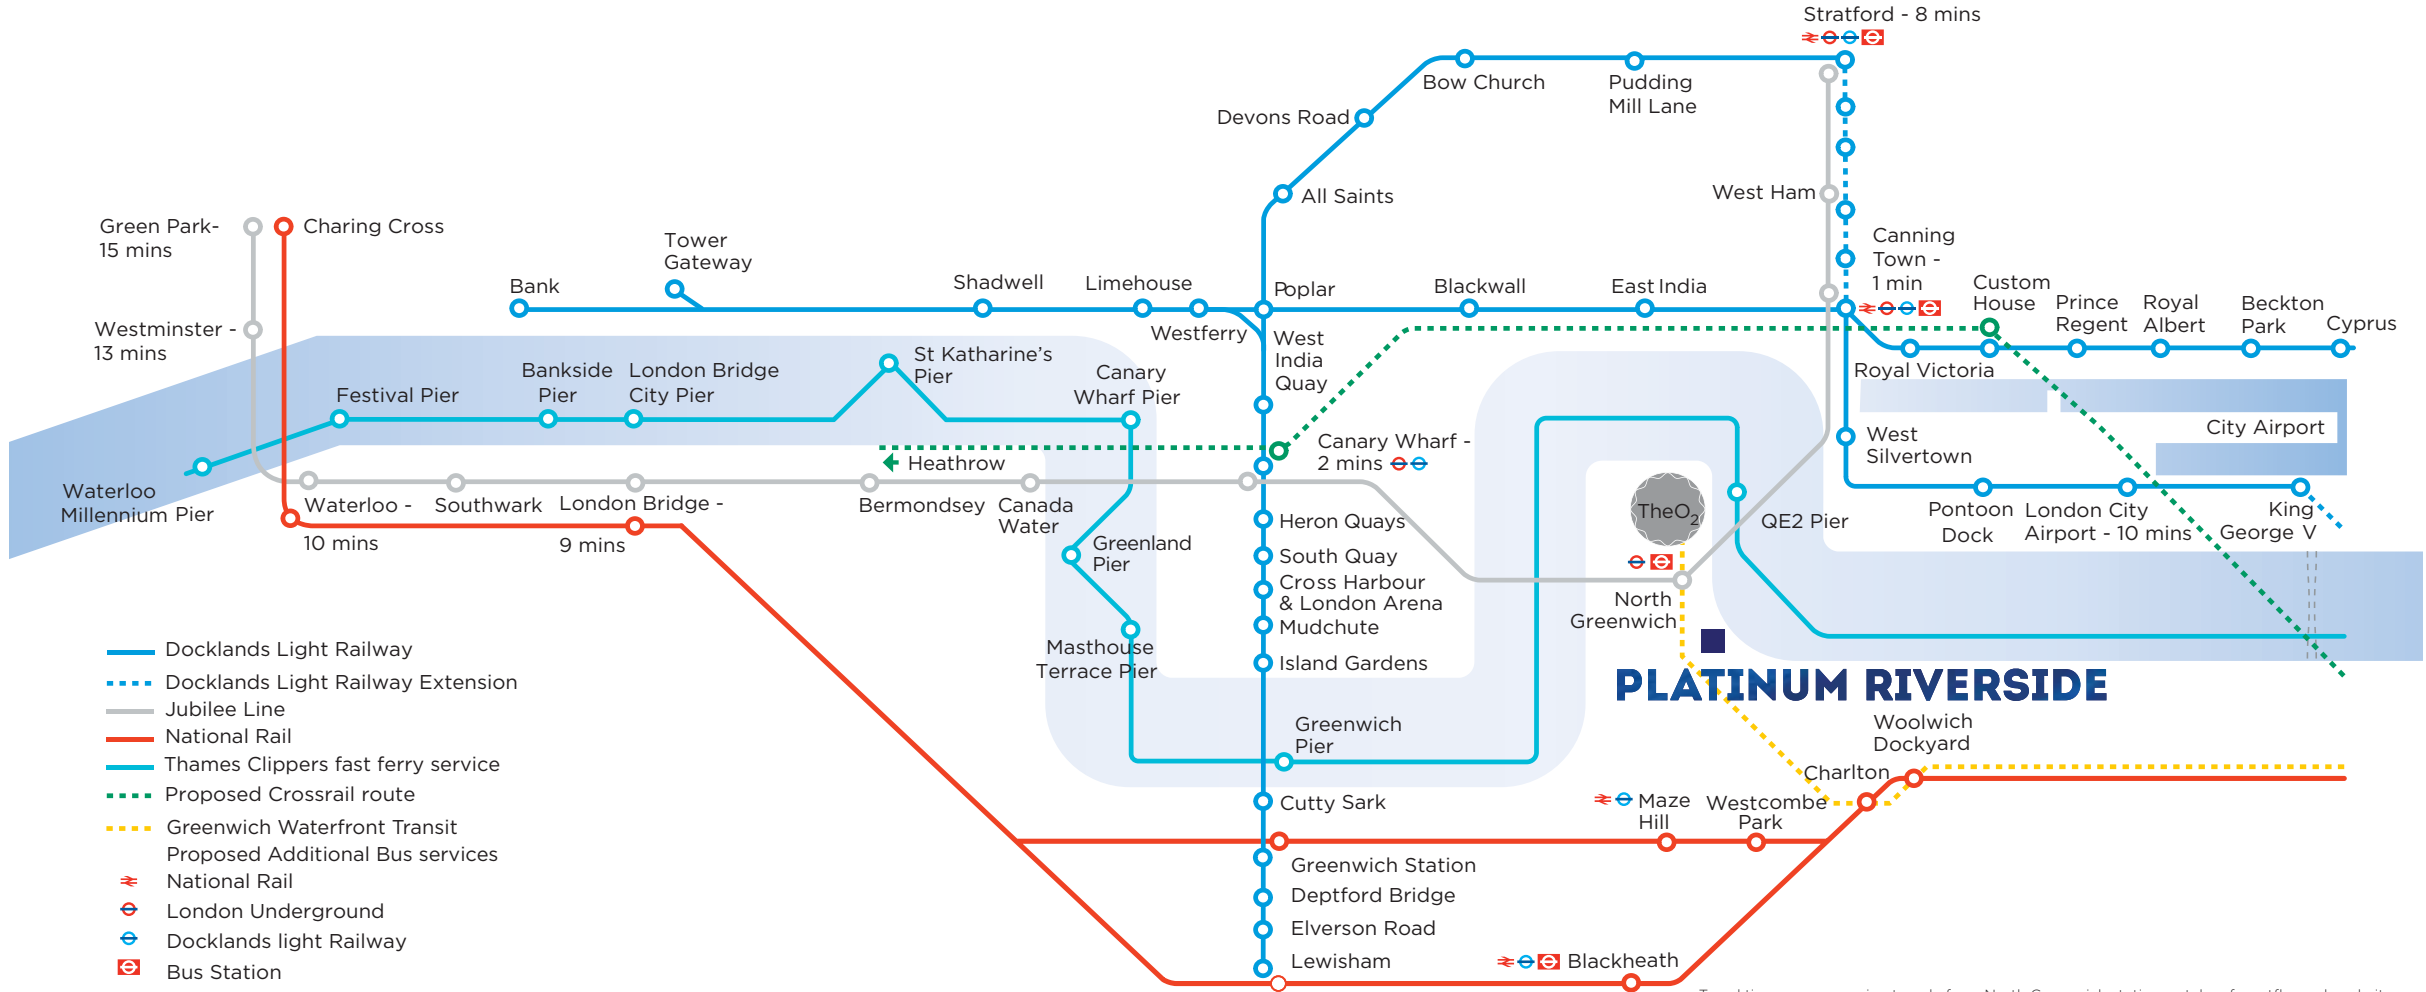 Stratford - 8 mins
Bow Church
Pudding
Mill Lane
Devons Road
All Saints
West Ham
Green Park-
15 mins
Charing Cross
Tower
Gateway
Canning
Town -
1 min
Bank
Shadwell
Limehouse
Westferry
Poplar
Blackwall
East India
Custom
House
Prince
Regent
Royal
Albert
Beckton
Park
Cyprus
Westminster -
13 mins
West
India
Quay
Royal Victoria
St Katharine's
Pier
Festival Pier
Bankside
Pier
London Bridge
City Pier
Canary
Wharf Pier
Heathrow
Canary Wharf -
2 mins
West
Silvertown
City Airport
Waterloo
Millennium Pier
Waterloo -
10 mins
Southwark
London Bridge -
9 mins
Bermondsey
Canada
Water
Heron Quays
TheO2
QE2 Pier
Pontoon
Dock
London City
Airport - 10 mins
King
George V
Greenland
Pier
South Quay
Cross Harbour
& London Arena
Mudchute
Island Gardens
North
Greenwich
Masthouse
Terrace Pier
PLATINUM RIVERSIDE
Greenwich
Pier
Woolwich
Dockyard
Charlton
Cutty Sark
Maze
Hill
Westcombe
Park
Greenwich Station
Deptford Bridge
Elverson Road
Lewisham
Blackheath
Docklands Light Railway
Docklands Light Railway Extension
Jubilee Line
National Rail
Thames Clippers fast ferry service
Proposed Crossrail route
Greenwich Waterfront Transit
Proposed Additional Bus services
National Rail
London Underground
Docklands light Railway
Bus Station